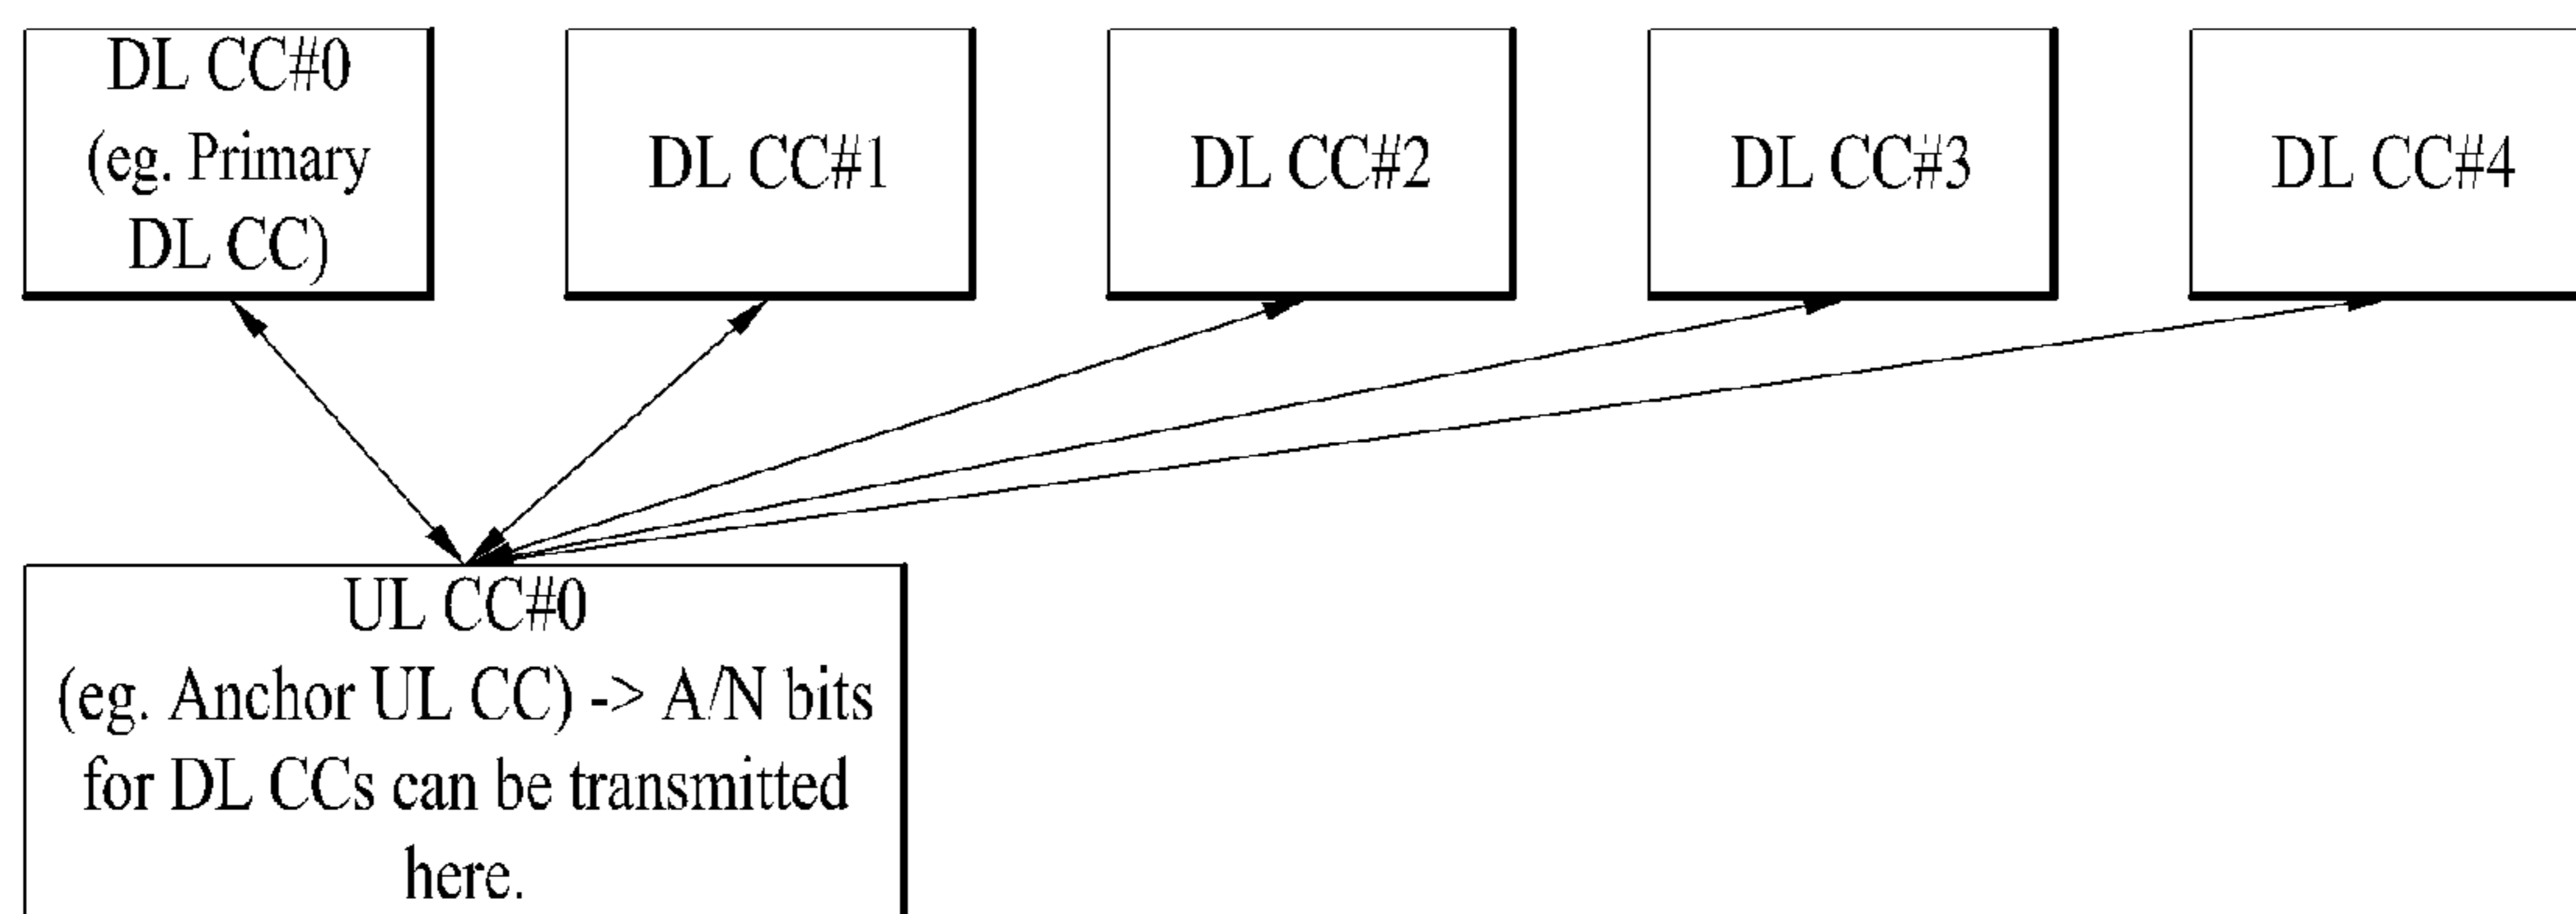 DL CC#0
(eg. Primary
DL CC)
DL CC#1
DL CC#2
DL CC#3
DL CC#4
UL CC#0
(eg. Anchor UL CC) -> A/N bits
for DL CCs can be transmitted
here.